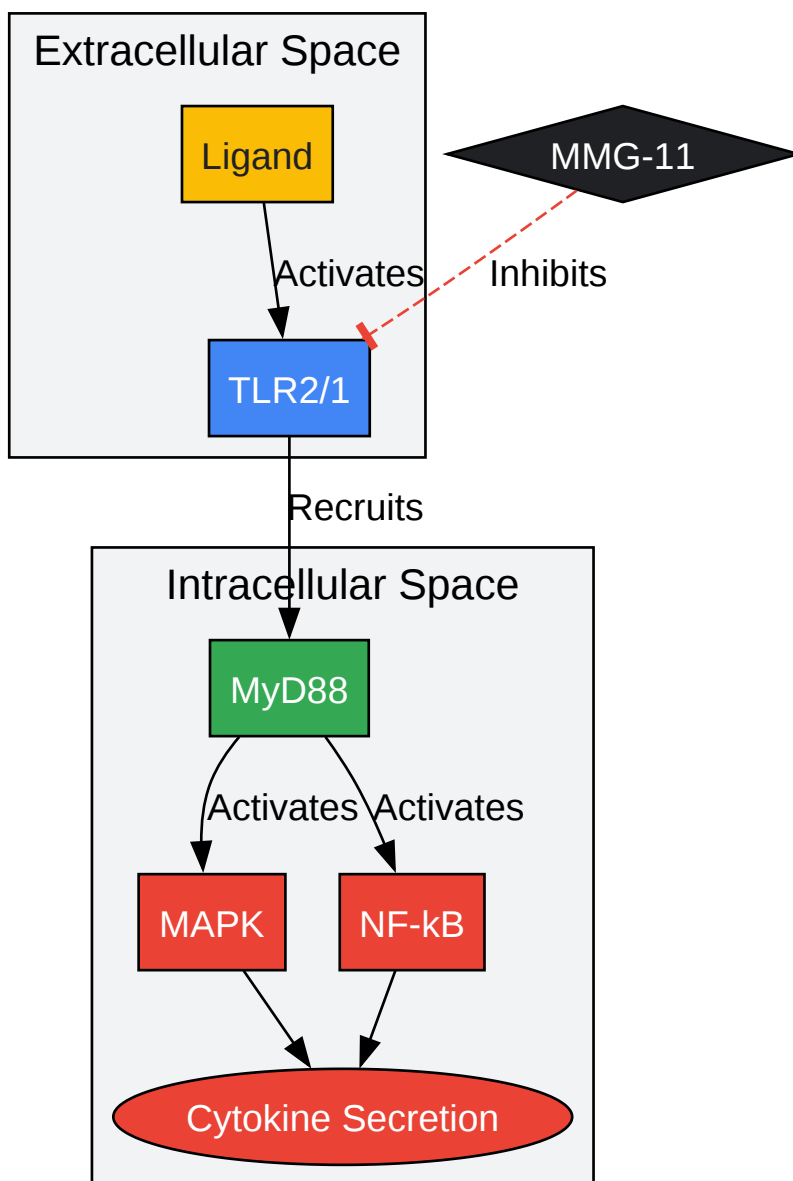 Extracellular Space
Ligand
MMG-11
Activates
Inhibits
TLR2/1
Recruits
Intracellular Space
MyD88
Activates
Activates
MAPK
NF-kB
Cytokine Secretion